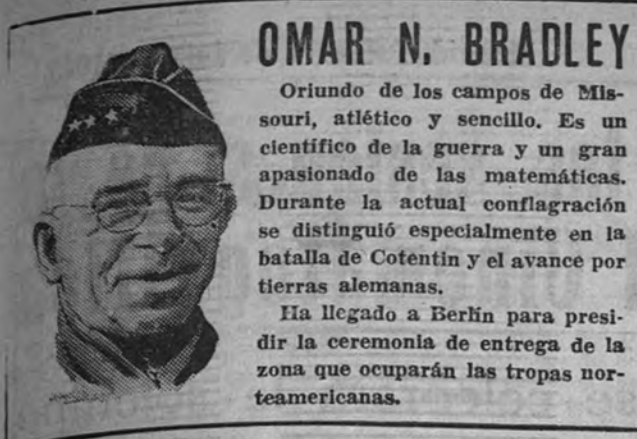 OMAR N. BRADLEY
Oriundo de los campos de Mis-
souri, atlético y sencillo. Es un
científico de la guerra y un gran
apasionado de las matemáticas.
Durante la actual conflagración
se distinguió especialmente en la
batalla de Cotentin y el avance por
tierras alemanas.
Ha llegado a Berlín para presi-
dir la ceremonia de entrega de la
zona que ocuparán las tropas nor-
teamericanas.